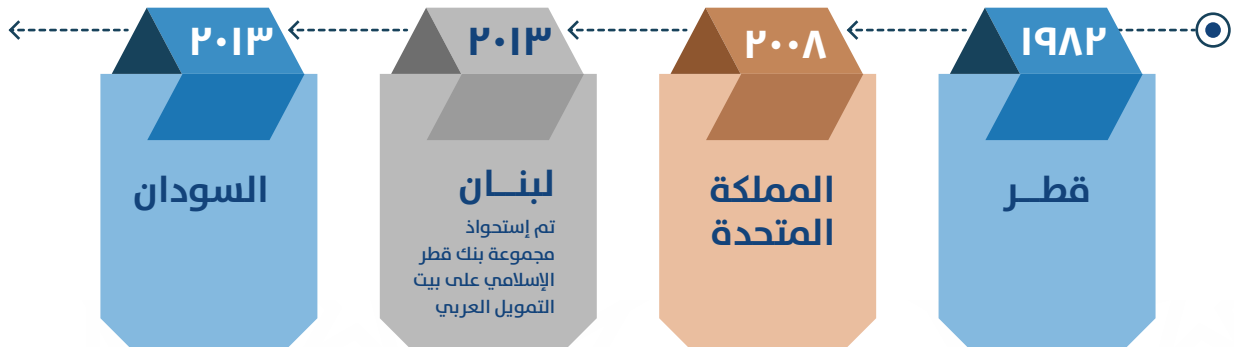 ١٩٨٢
قطــر
٢٠٠٨
المملكة
المتحدة
٢٠١٣
لبنــان
تم إستحواذ
مجموعة بنك قطر
الإسلامي على بيت
التمويل العربي
٢٠١٣
السودان